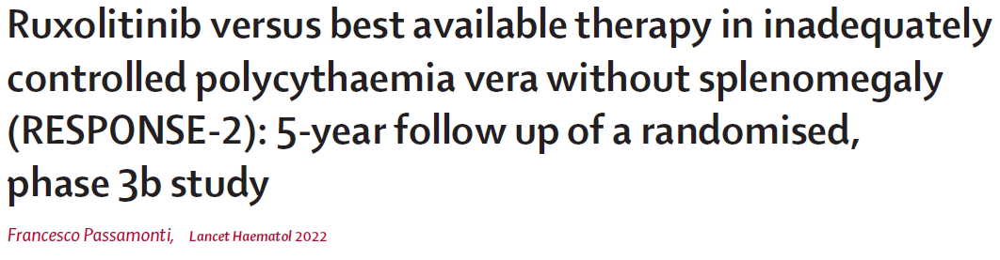 Ruxolitinib versus best available therapy in inadequately
controlled polycythaemia vera without splenomegaly
(RESPONSE-2): 5-year follow up of a randomised,
phase 3b study
Francesco Passamonti, Lancet Haematol 2022